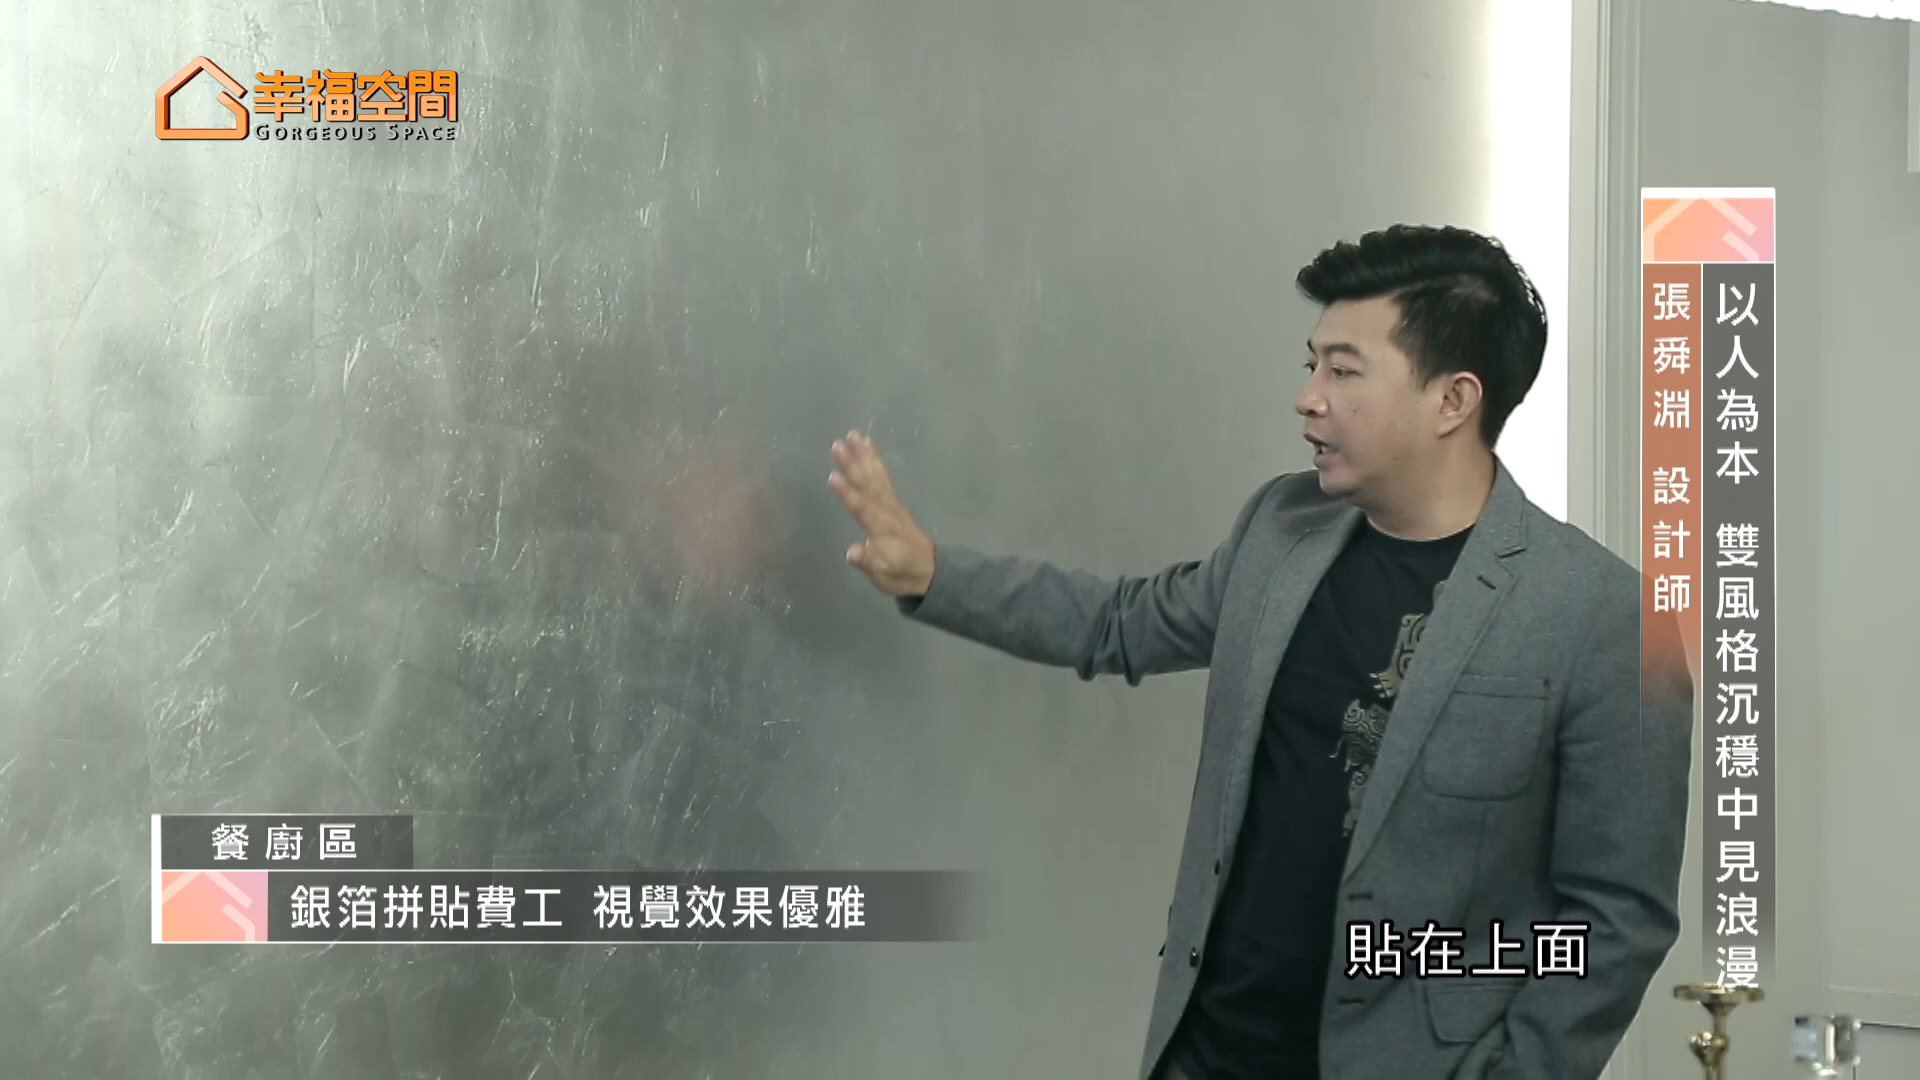 幸福空間
GORGEOUS SPACE
以人為本 雙風格沉穩中見浪漫
張舜淵 設計師
餐廚區
銀箔拼貼費工 視覺效果優雅
貼在上面